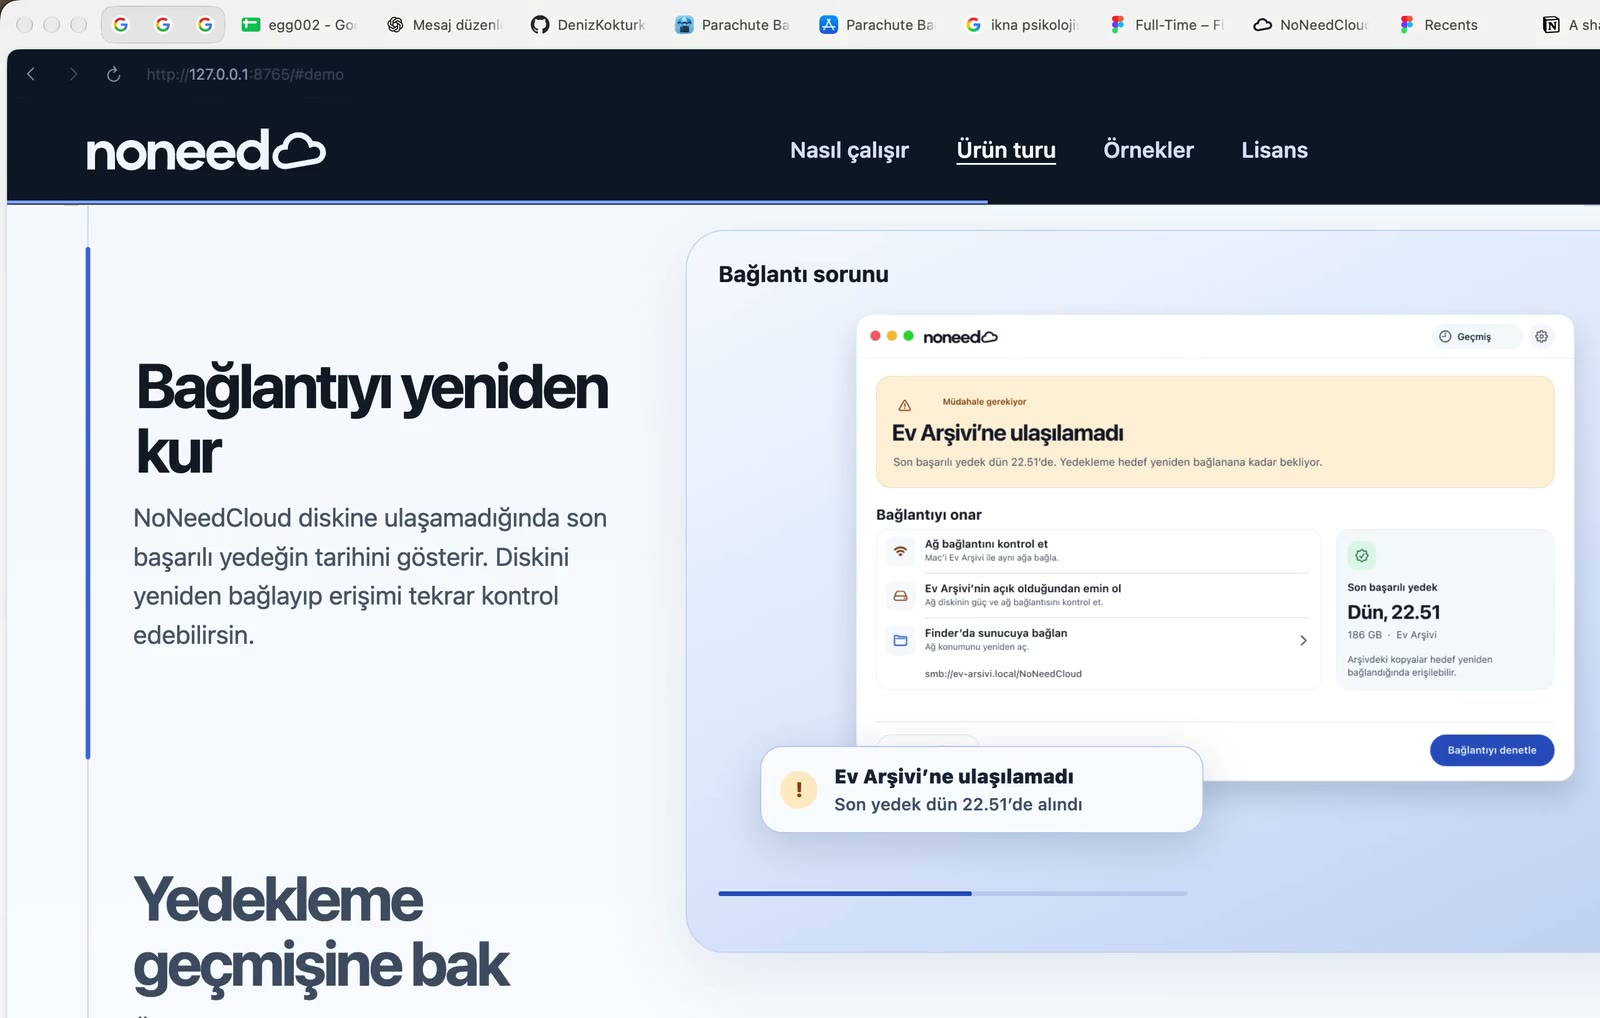 egg002 - Go
Mesaj düzenl
DenizKokturk
Parachute Ba
Parachute Ba
ikna psikolojis
Full-Time – Fi
NoNeedCloud
Recents
A sha
http://127.0.0.1:8765/#demo
noneed
Nasıl çalışır
Ürün turu
Örnekler
Lisans
Bağlantıyı yeniden
kur
NoNeedCloud diskine ulaşamadığında son
başarılı yedeğin tarihini gösterir. Diskini
yeniden bağlayıp erişimi tekrar kontrol
edebilirsin.
Yedekleme
geçmişine bak
Bağlantı sorunu
noneed
Geçmiş
Müdahale gerekiyor
Ev Arşivi’ne ulaşılamadı
Son başarılı yedek dün 22.51’de. Yedekleme hedef yeniden bağlanana kadar bekliyor.
Bağlantıyı onar
Ağ bağlantını kontrol et
Mac’i Ev Arşivi ile aynı ağa bağla.
Ev Arşivi’nin açık olduğundan emin ol
Ağ diskinin güç ve ağ bağlantısını kontrol et.
Finder’da sunucuya bağlan
Ağ konumunu yeniden aç.
smb://ev-arsivi.local/NoNeedCloud
Son başarılı yedek
Dün, 22.51
186 GB · Ev Arşivi
Arşivdeki kopyalar hedef yeniden
bağlandığında erişilebilir.
Bağlantıyı denetle
Ev Arşivi’ne ulaşılamadı
Son yedek dün 22.51’de alındı